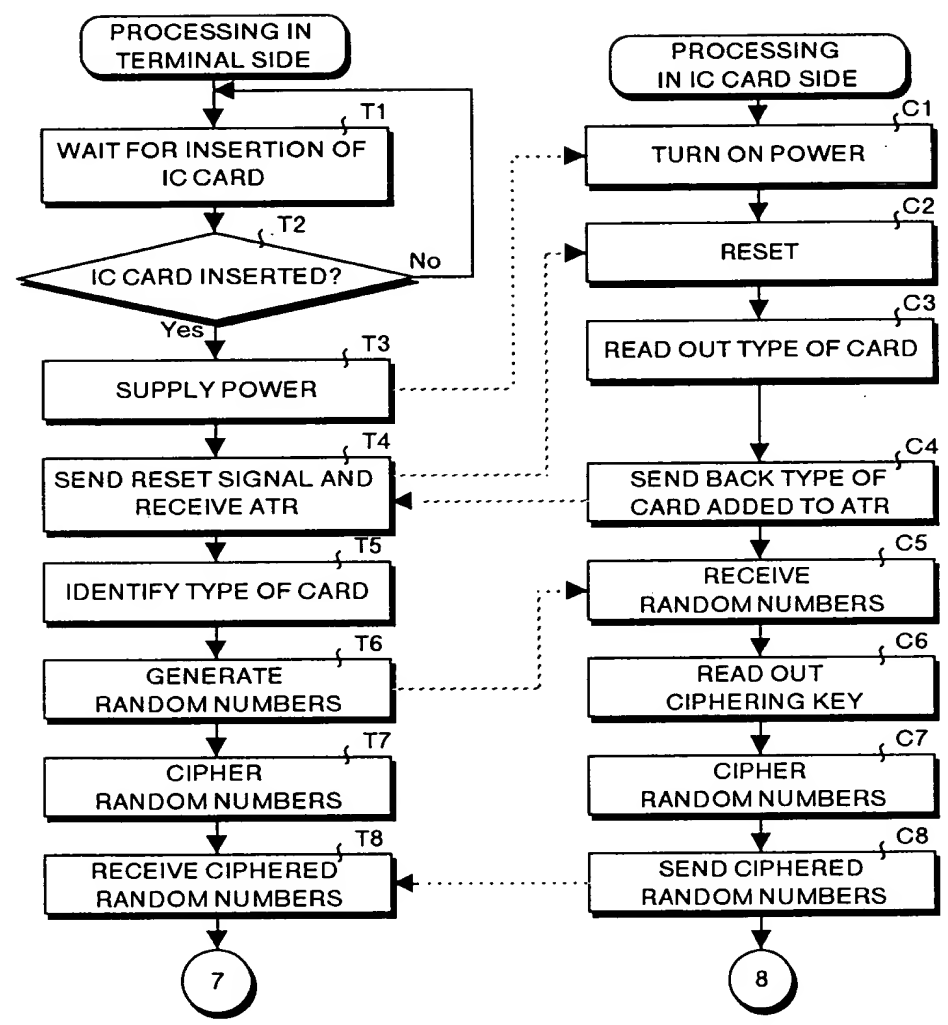 PROCESSING IN
TERMINAL SIDE
T1
WAIT FOR INSERTION OF
IC CARD
T2
IC CARD INSERTED?
No
Yes
T3
SUPPLY POWER
T4
SEND RESET SIGNAL AND
RECEIVE ATR
T5
IDENTIFY TYPE OF CARD
T6
GENERATE
RANDOM NUMBERS
T7
CIPHER
RANDOM NUMBERS
T8
RECEIVE CIPHERED
RANDOM NUMBERS
7
PROCESSING
IN IC CARD SIDE
C1
TURN ON POWER
C2
RESET
C3
READ OUT TYPE OF CARD
C4
SEND BACK TYPE OF
CARD ADDED TO ATR
C5
RECEIVE
RANDOM NUMBERS
C6
READ OUT
CIPHERING KEY
C7
CIPHER
RANDOM NUMBERS
C8
SEND CIPHERED
RANDOM NUMBERS
8